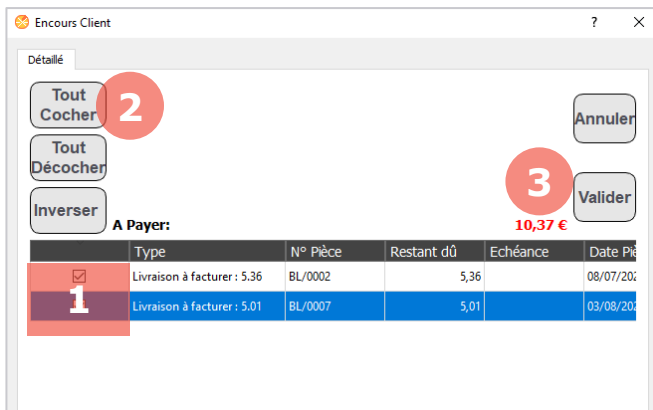 Encours Client ? ×
Détaillé
Tout
Cocher
2
Annuler
Tout
Décocher
3
Valider
Inverser
A Payer: 10,37 €
Type N° Pièce Restant dû Echéance Date Piè
Livraison à facturer : 5.36 BL/0002 5,36 08/07/202
1
Livraison à facturer : 5.01 BL/0007 5,01 03/08/202